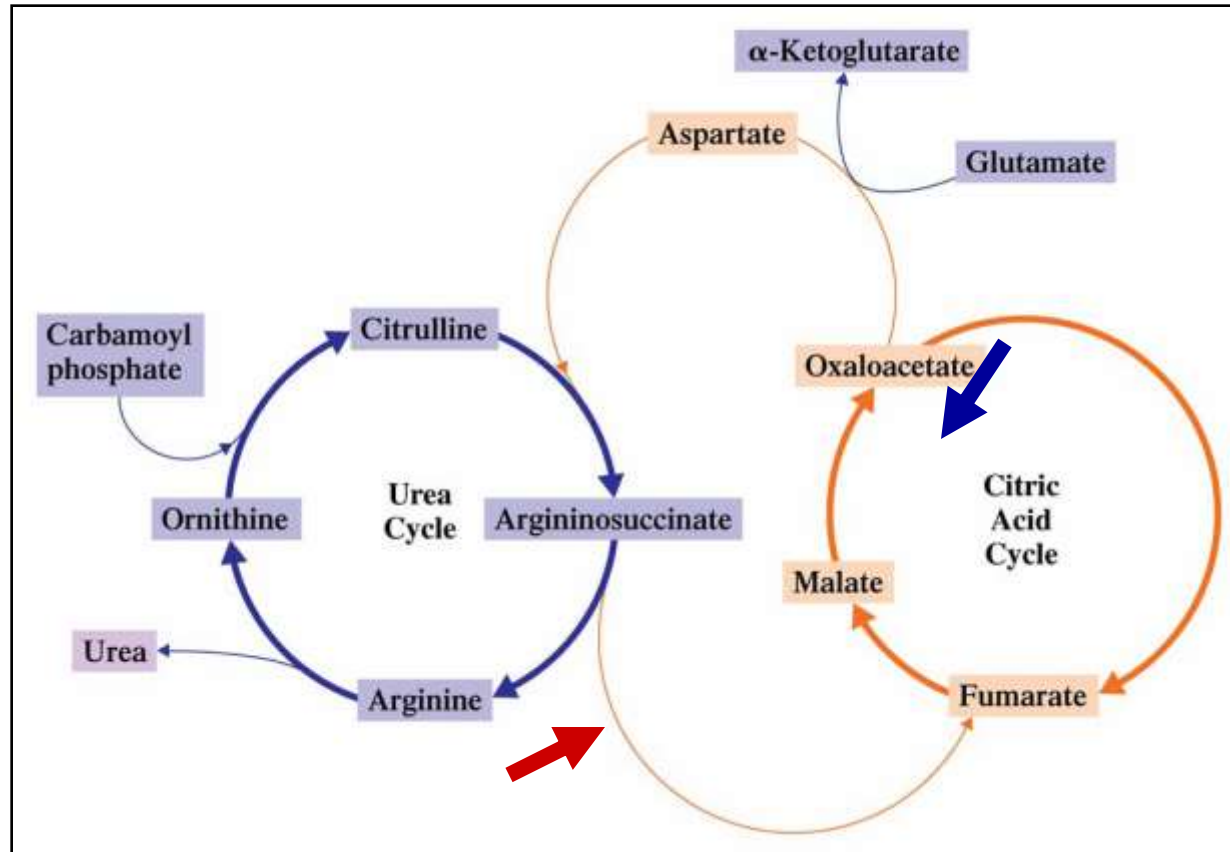 α-Ketoglutarate
Aspartate
Glutamate
Carbamoyl
phosphate
Citrulline
Oxaloacetate
Urea
Cycle
Citric
Acid
Cycle
Ornithine
Argininosuccinate
Malate
Urea
Arginine
Fumarate